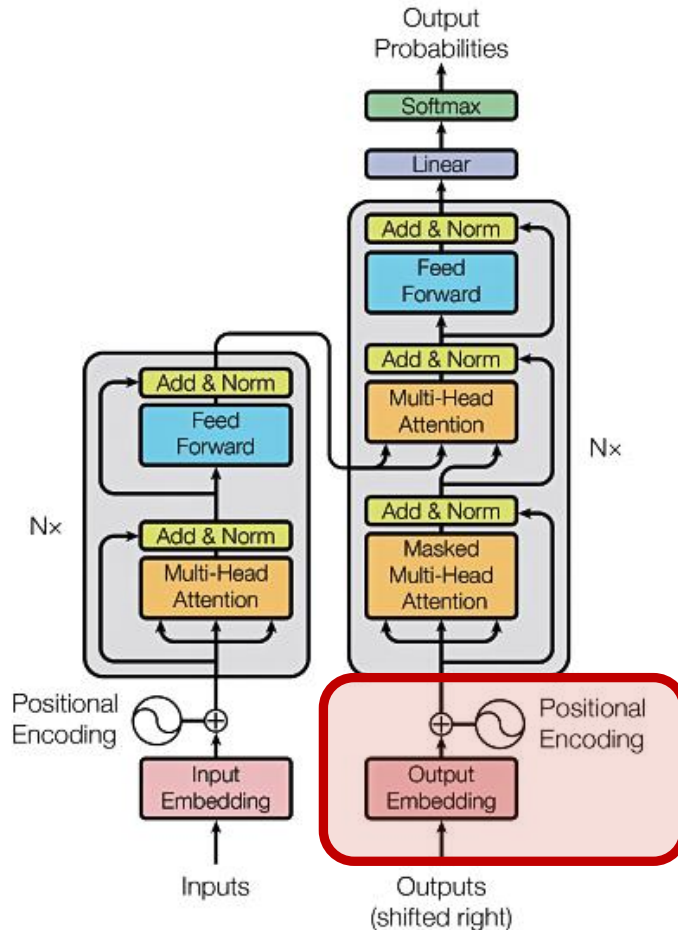 Output
Probabilities
Softmax
Linear
Add & Norm
Feed
Forward
Add & Norm
Multi-Head
Attention
Nx
Add & Norm
Masked
Multi-Head
Attention
Add & Norm
Feed
Forward
Nx
Add & Norm
Multi-Head
Attention
Positional
Encoding
Positional
Encoding
Input
Embedding
Output
Embedding
Inputs
Outputs
(shifted right)